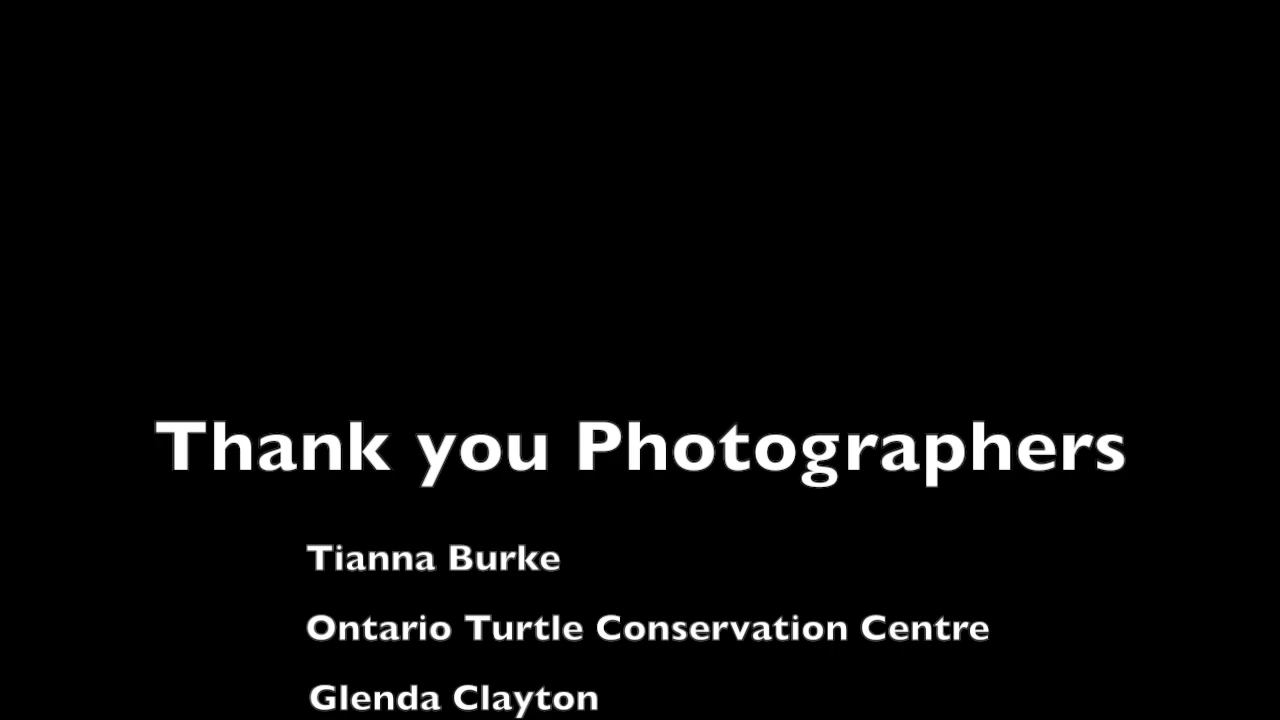 Thank you Photographers
Tianna Burke
Ontario Turtle Conservation Centre
Glenda Clayton